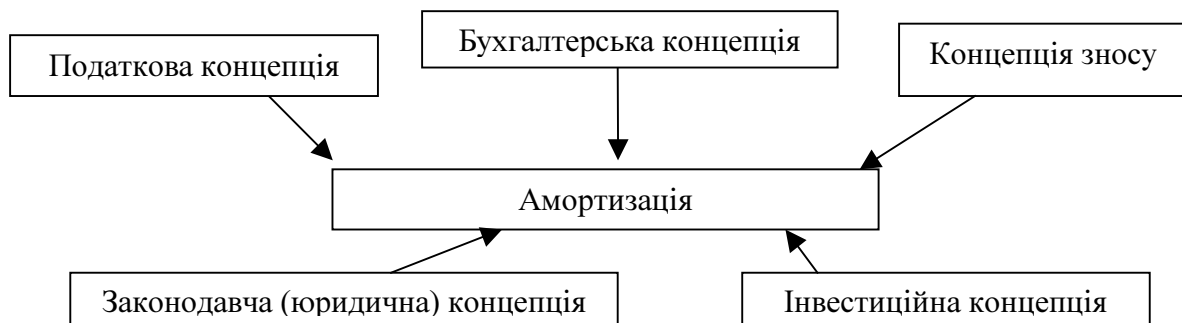 Податкова концепція
Бухгалтерська концепція
Концепція зносу
Амортизація
Законодавча (юридична) концепція
Інвестиційна концепція